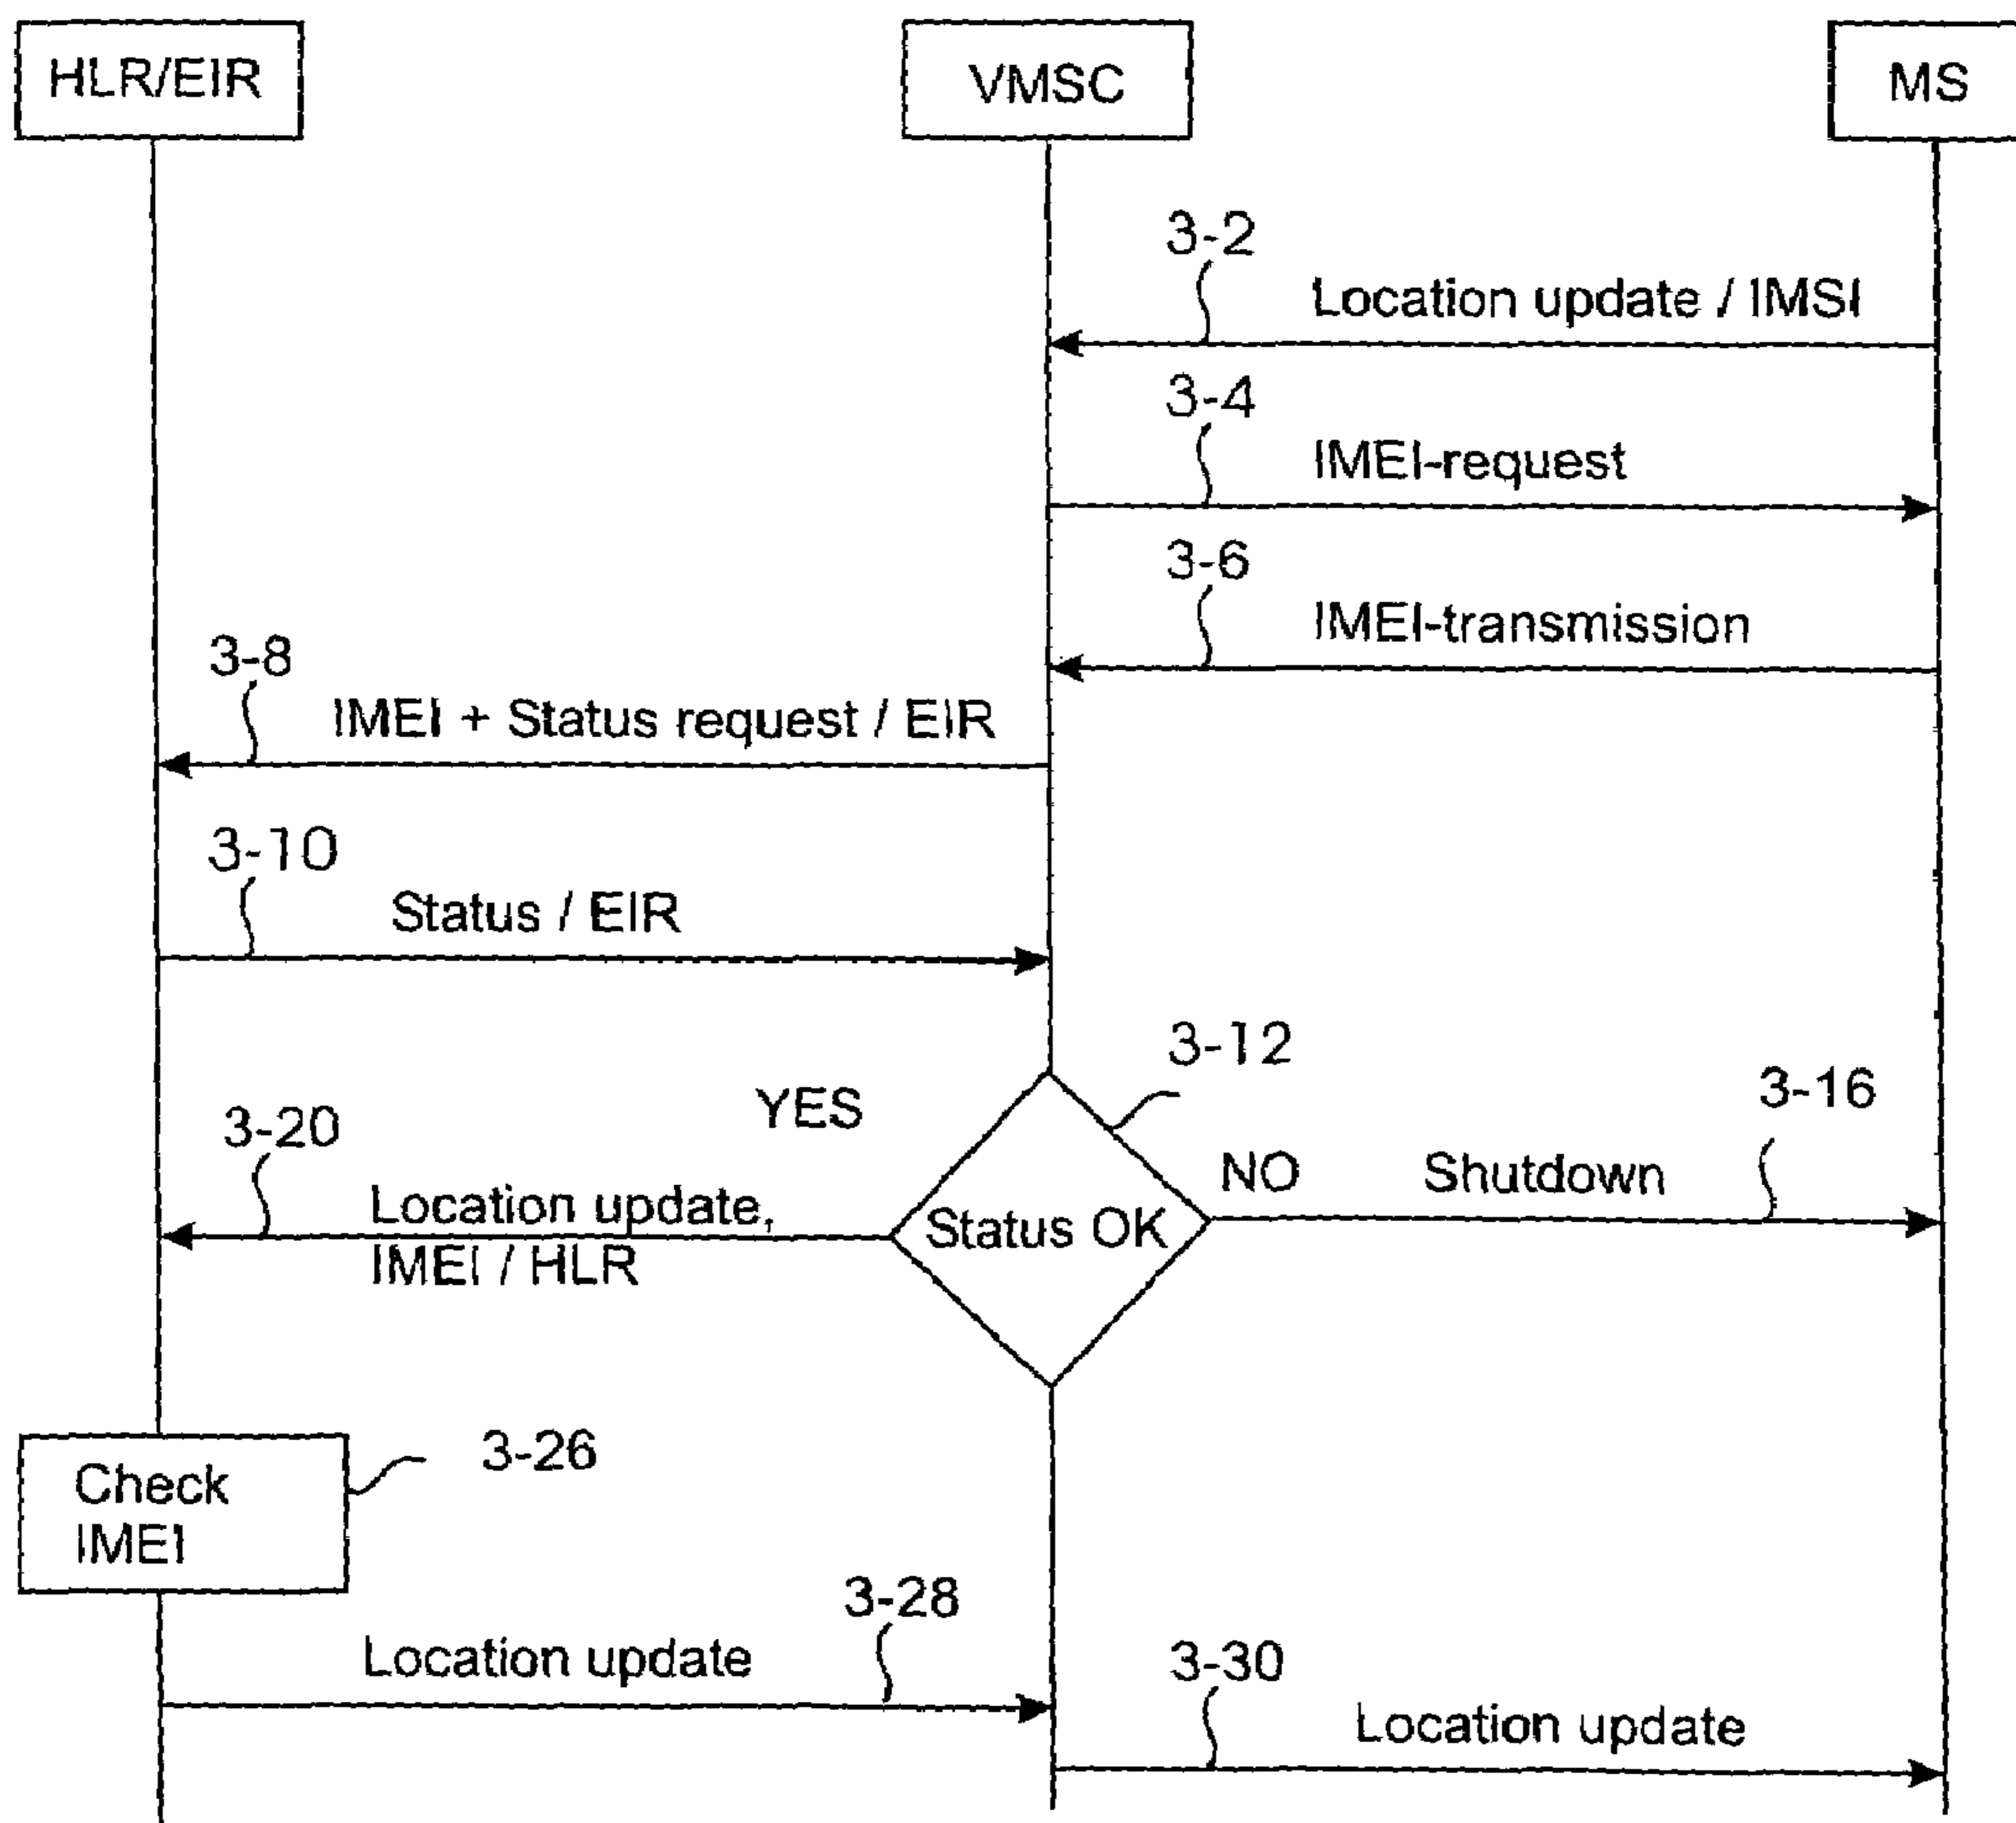 HLR/EIR
VMSC
MS
3-2
Location update / IMSI
3-4
IMEI-request
3-6
IMEI-transmission
3-8
IMEI + Status request / EIR
3-10
Status / EIR
3-12
YES
3-16
3-20
NO
Shutdown
Location update,
IMEI / HLR
Status OK
3-26
Check
IMEI
3-28
Location update
3-30
Location update